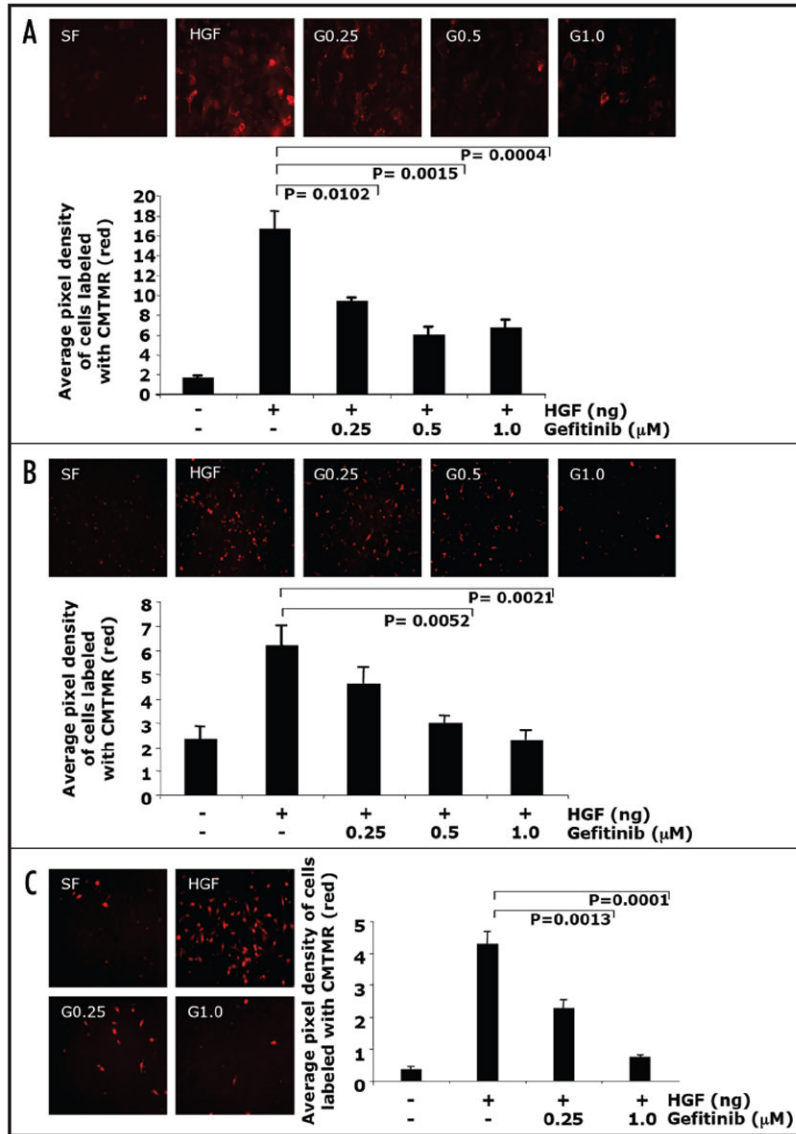 A
SF
HGF
G0.25
G0.5
G1.0
P= 0.0004
P= 0.0015
P= 0.0102
Average pixel density
of cells labeled
with CMTMR (red)
20
18
16
14
12
10
8
6
4
2
0
- + + + + HGF (ng)
- - 0.25 0.5 1.0 Gefitinib (μM)
B
SF
HGF
G0.25
G0.5
G1.0
P= 0.0021
P= 0.0052
Average pixel density
of cells labeled
with CMTMR (red)
8
7
6
5
4
3
2
1
0
- + + + + HGF (ng)
- - 0.25 0.5 1.0 Gefitinib (μM)
C
SF
HGF
G0.25
G1.0
Average pixel density of cells
labeled with CMTMR (red)
P=0.0001
P=0.0013
5
4
3
2
1
0
- + + + HGF (ng)
- - 0.25 1.0 Gefitinib (μM)